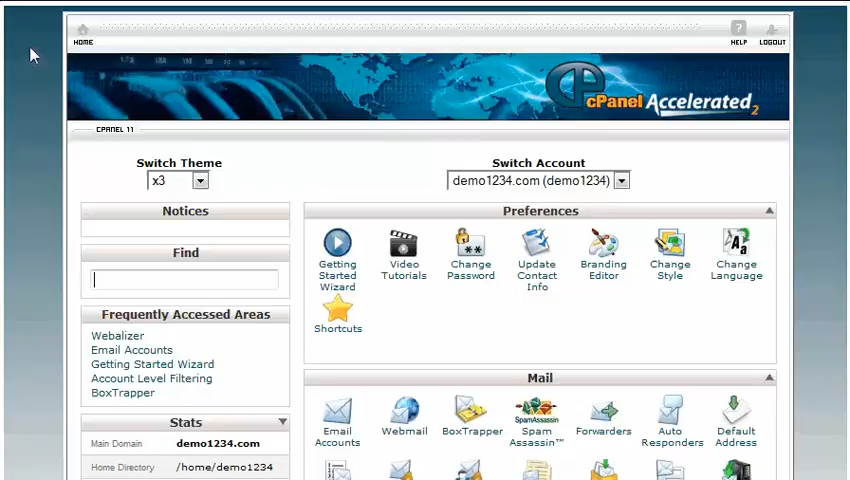 HOME
HELP
LOGOUT
cPanel Accelerated2
CPANEL 11
Switch Theme
Switch Account
x3
demo1234.com (demo1234)
Notices
Find
Frequently Accessed Areas
Webalizer
Email Accounts
Getting Started Wizard
Account Level Filtering
BoxTrapper
Stats
Main Domain
demo1234.com
Home Directory
/home/demo1234
Preferences
Getting
Started
Wizard
Video
Tutorials
Change
Password
Update
Contact
Info
Branding
Editor
Change
Style
Change
Language
Shortcuts
Mail
Email
Accounts
Webmail
BoxTrapper
SpamAssassin
Spam
Assassin™
Forwarders
Auto
Responders
Default
Address